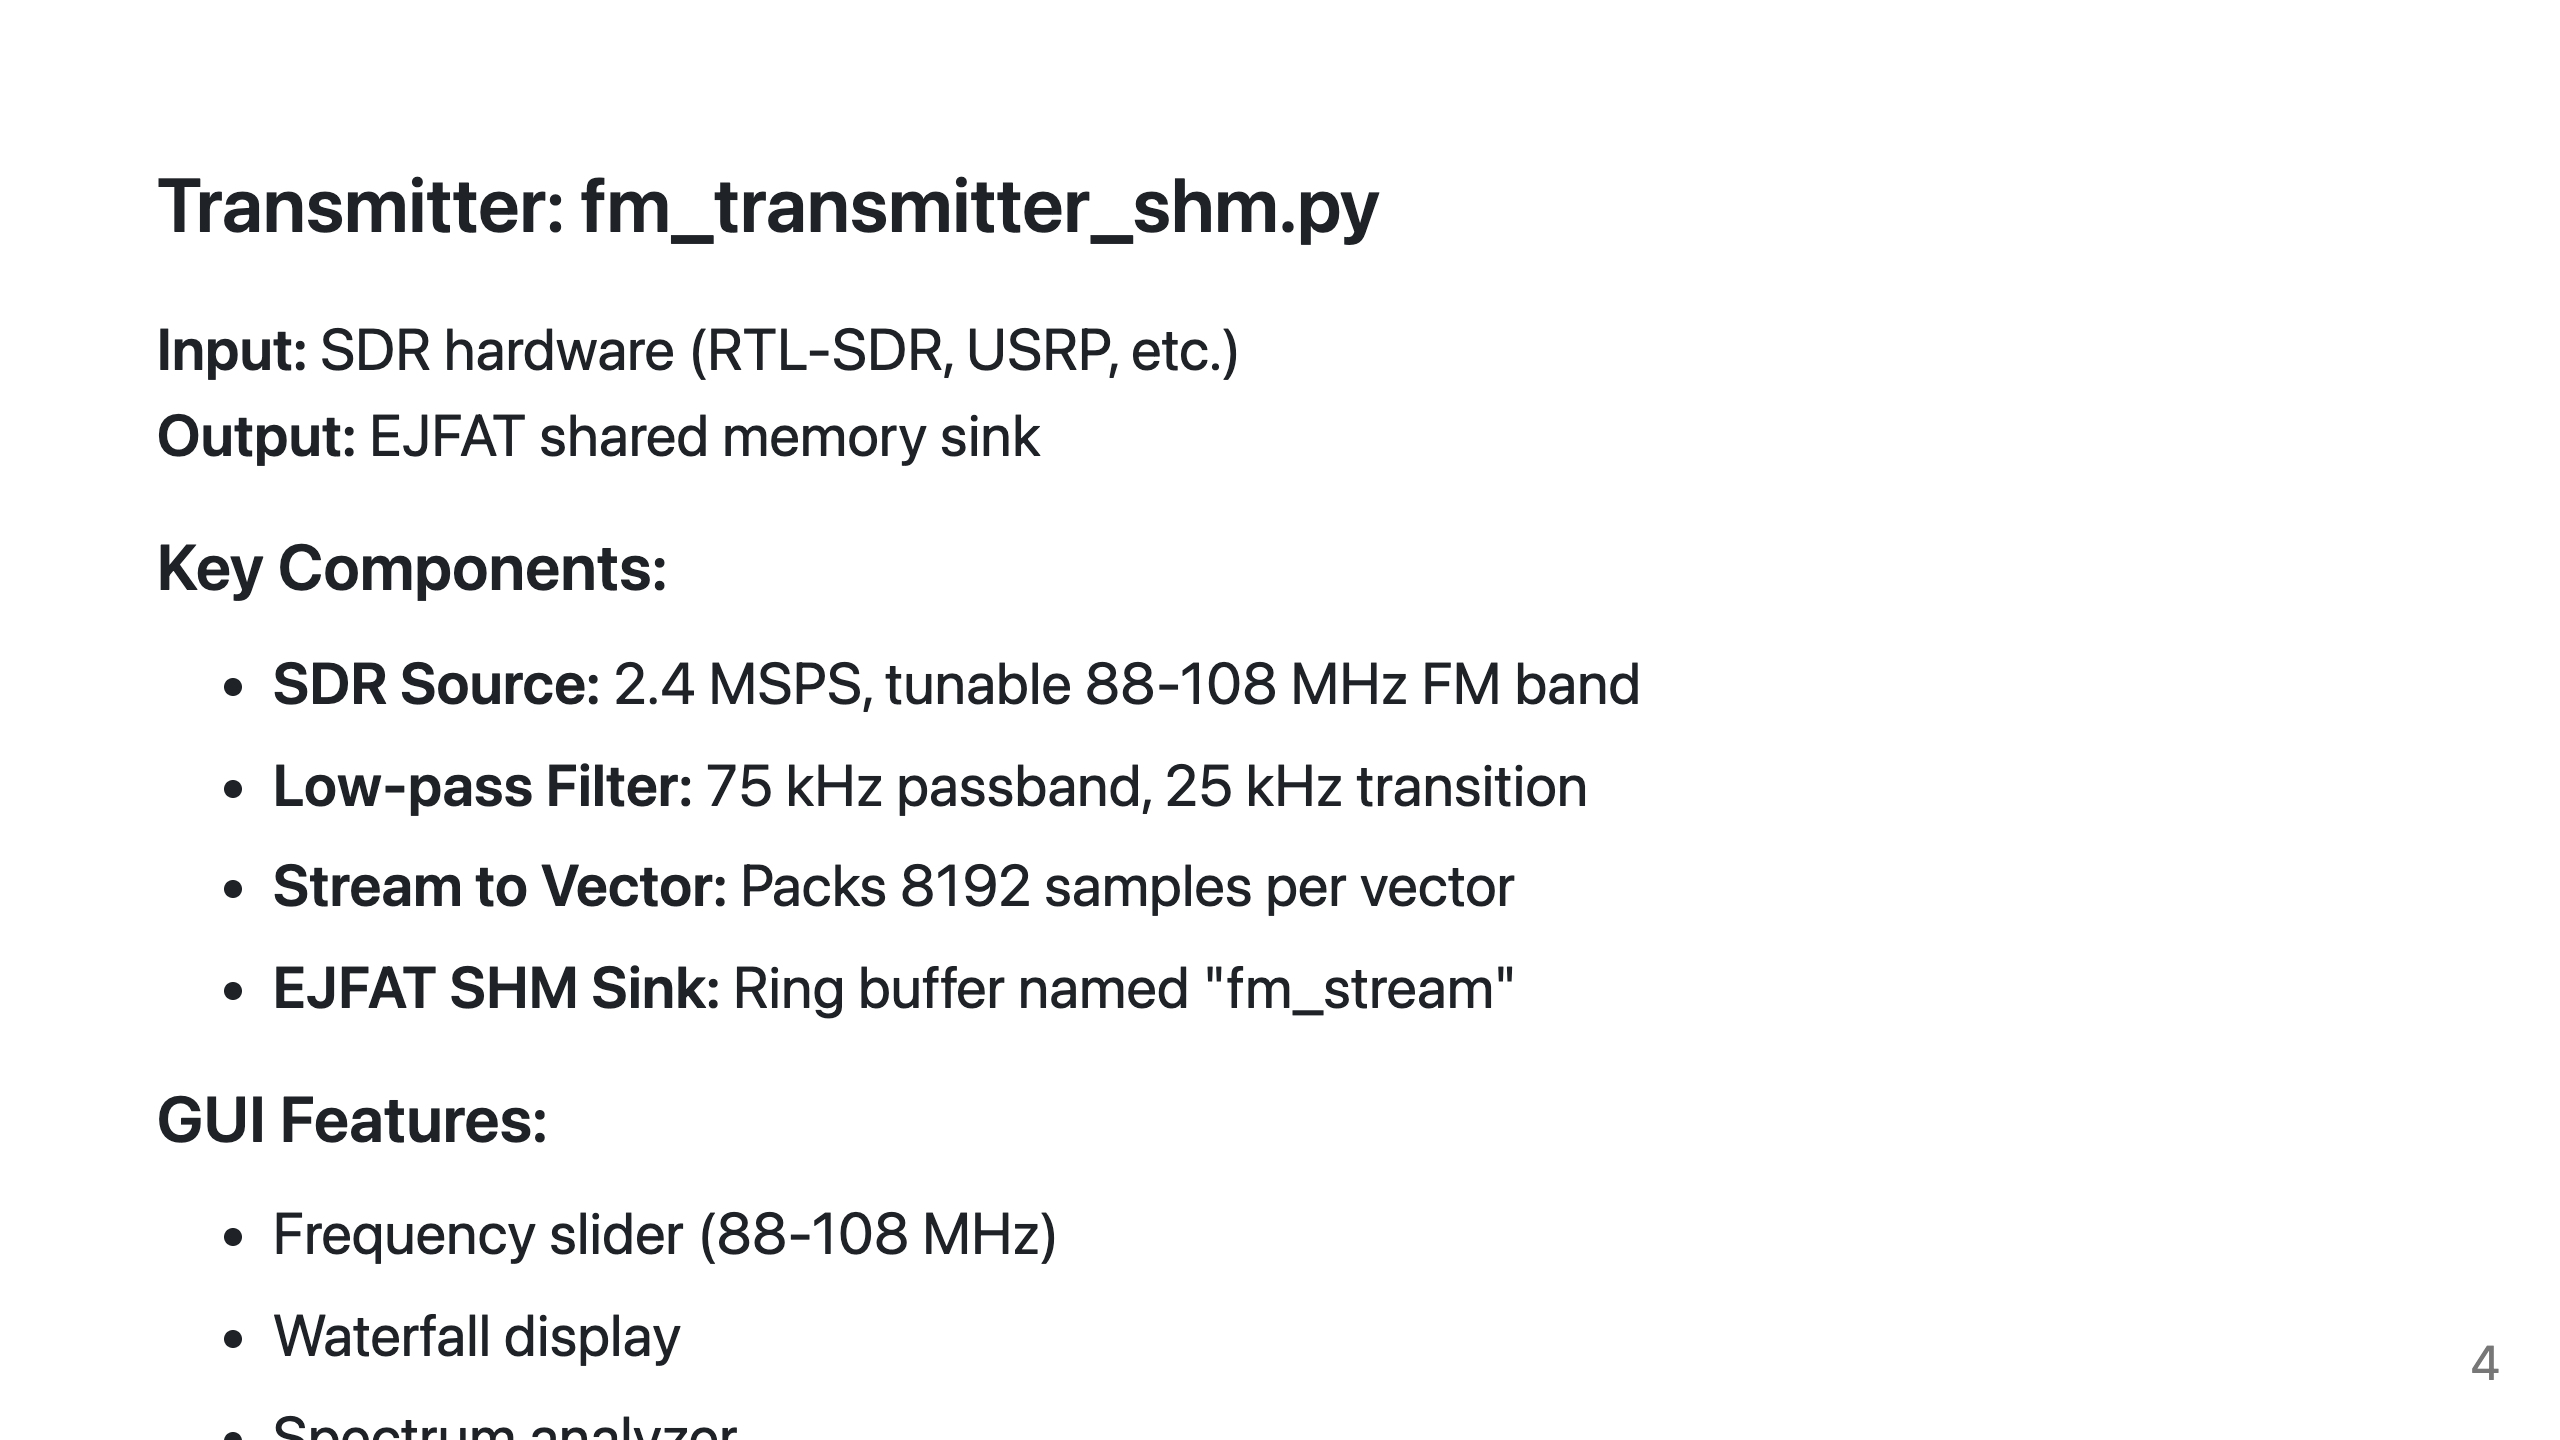 Transmitter: fm_transmitter_shm.py
Input: SDR hardware (RTL-SDR, USRP, etc.)
Output: EJFAT shared memory sink
Key Components:
• SDR Source: 2.4 MSPS, tunable 88-108 MHz FM band
• Low-pass Filter: 75 kHz passband, 25 kHz transition
• Stream to Vector: Packs 8192 samples per vector
• EJFAT SHM Sink: Ring buffer named "fm_stream"
GUI Features:
• Frequency slider (88-108 MHz)
• Waterfall display
• Spectrum analyzer
4